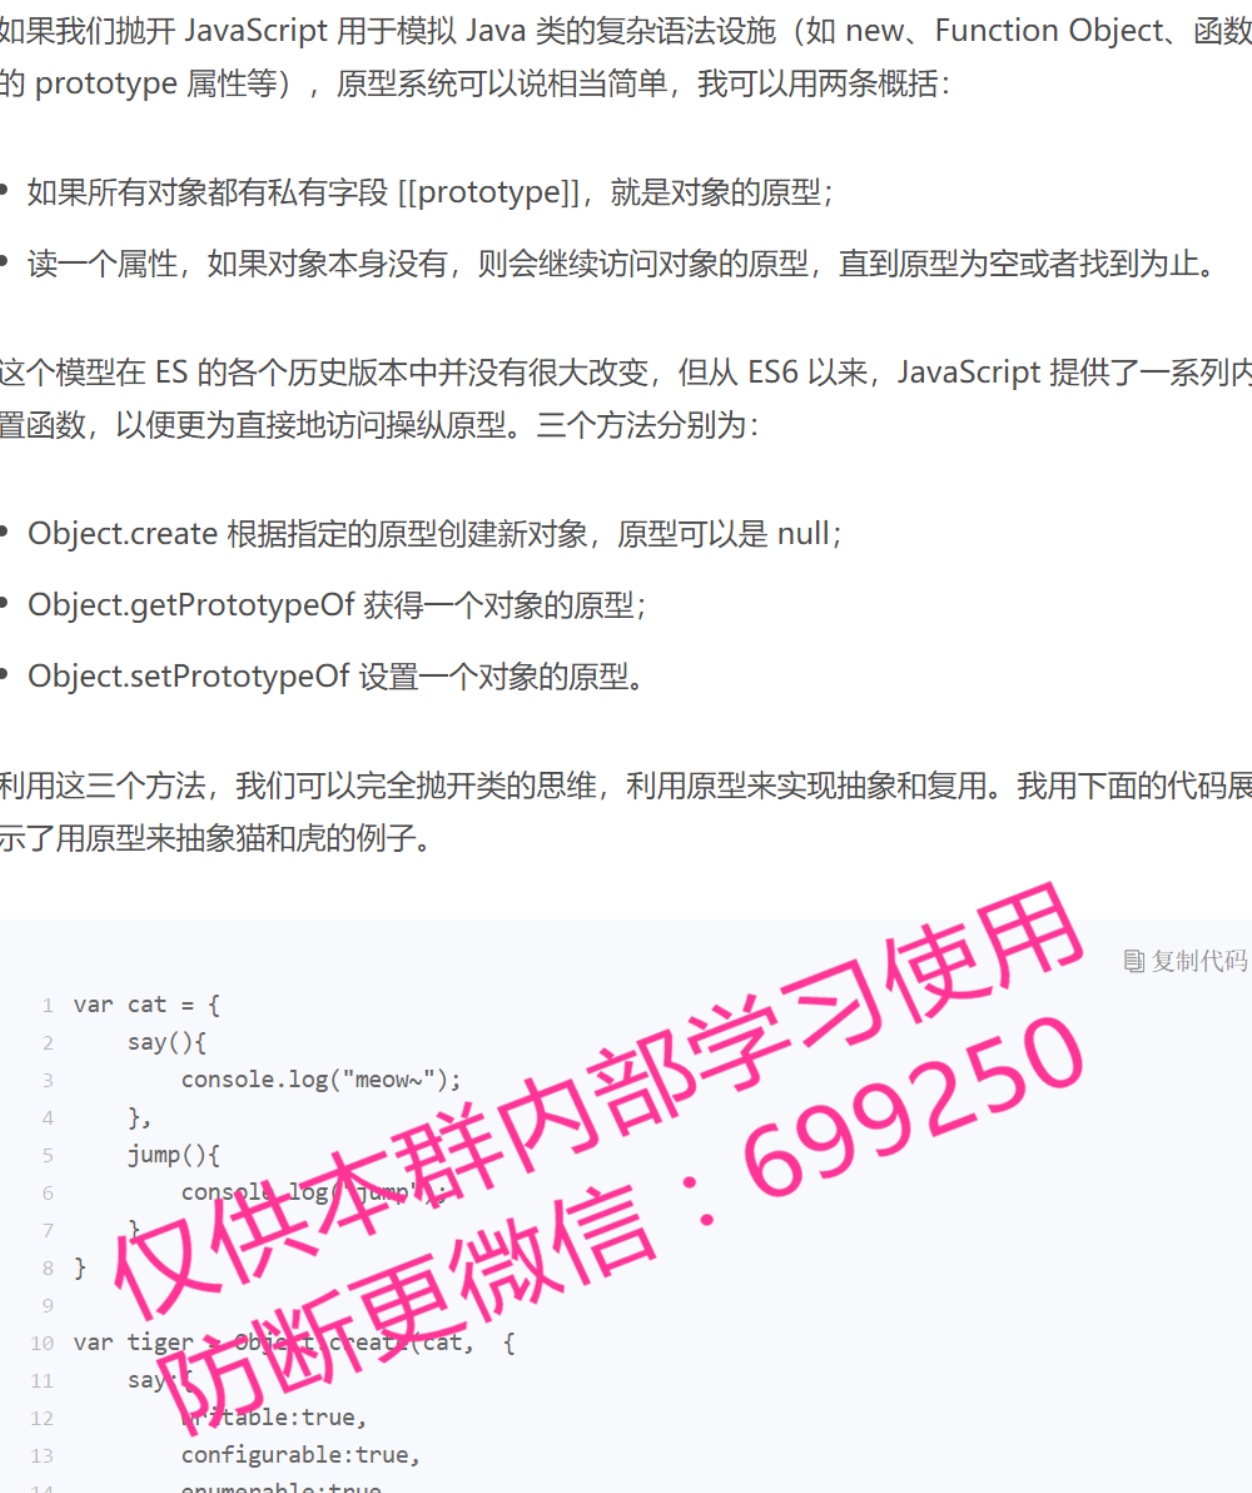 如果我们抛开 JavaScript 用于模拟 Java 类的复杂语法设施（如 new、Function Object、函数
的 prototype 属性等），原型系统可以说相当简单，我可以用两条概括：
• 如果所有对象都有私有字段 [[prototype]]，就是对象的原型；
• 读一个属性，如果对象本身没有，则会继续访问对象的原型，直到原型为空或者找到为止。
这个模型在 ES 的各个历史版本中并没有很大改变，但从 ES6 以来，JavaScript 提供了一系列内
置函数，以便更为直接地访问操纵原型。三个方法分别为：
• Object.create 根据指定的原型创建新对象，原型可以是 null；
• Object.getPrototypeOf 获得一个对象的原型；
• Object.setPrototypeOf 设置一个对象的原型。
利用这三个方法，我们可以完全抛开类的思维，利用原型来实现抽象和复用。我用下面的代码展
示了用原型来抽象猫和虎的例子。
复制代码
1 var cat = {
2     say(){
3         console.log("meow~");
4     },
5     jump(){
6         console.log("jump");
7     }
8 }
9
10 var tiger = Object.create(cat,  {
11     say:{
12         writable:true,
13         configurable:true,
14         enumerable:true
仅供本群内部学习使用
防断更微信：699250